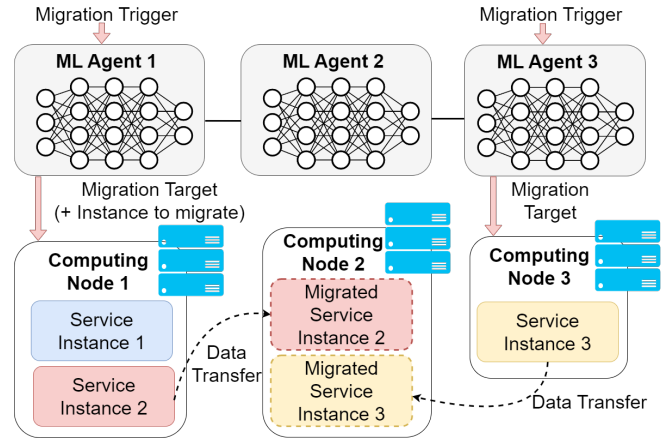 Migration Trigger
Migration Trigger
ML Agent 1
ML Agent 2
ML Agent 3
Migration Target
(+ Instance to migrate)
Migration
Target
Computing
Node 1
Service
Instance 1
Service
Instance 2
Data
Transfer
Computing
Node 2
Migrated
Service
Instance 2
Migrated
Service
Instance 3
Computing
Node 3
Service
Instance 3
Data Transfer